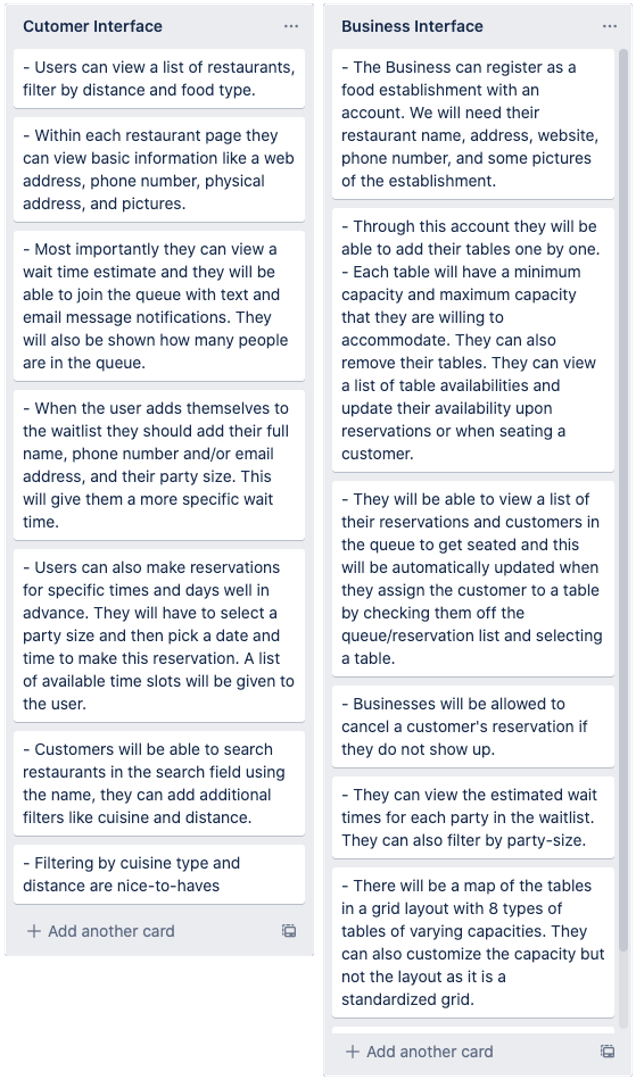 Cutomer Interface
- Users can view a list of restaurants,
filter by distance and food type.
- Within each restaurant page they
can view basic information like a web
address, phone number, physical
address, and pictures.
- Most importantly they can view a
wait time estimate and they will be
able to join the queue with text and
email message notifications. They
will also be shown how many people
are in the queue.
- When the user adds themselves to
the waitlist they should add their full
name, phone number and/or email
address, and their party size. This
will give them a more specific wait
time.
- Users can also make reservations
for specific times and days well in
advance. They will have to select a
party size and then pick a date and
time to make this reservation. A list
of available time slots will be given to
the user.
- Customers will be able to search
restaurants in the search field using
the name, they can add additional
filters like cuisine and distance.
- Filtering by cuisine type and
distance are nice-to-haves
+ Add another card
Business Interface
- The Business can register as a
food establishment with an
account. We will need their
restaurant name, address, website,
phone number, and some pictures
of the establishment.
- Through this account they will be
able to add their tables one by one.
- Each table will have a minimum
capacity and maximum capacity
that they are willing to
accommodate. They can also
remove their tables. They can view
a list of table availabilities and
update their availability upon
reservations or when seating a
customer.
- They will be able to view a list of
their reservations and customers in
the queue to get seated and this
will be automatically updated when
they assign the customer to a table
by checking them off the
queue/reservation list and selecting
a table.
- Businesses will be allowed to
cancel a customer's reservation if
they do not show up.
- They can view the estimated wait
times for each party in the waitlist.
They can also filter by party-size.
- There will be a map of the tables
in a grid layout with 8 types of
tables of varying capacities. They
can also customize the capacity but
not the layout as it is a
standardized grid.
+ Add another card